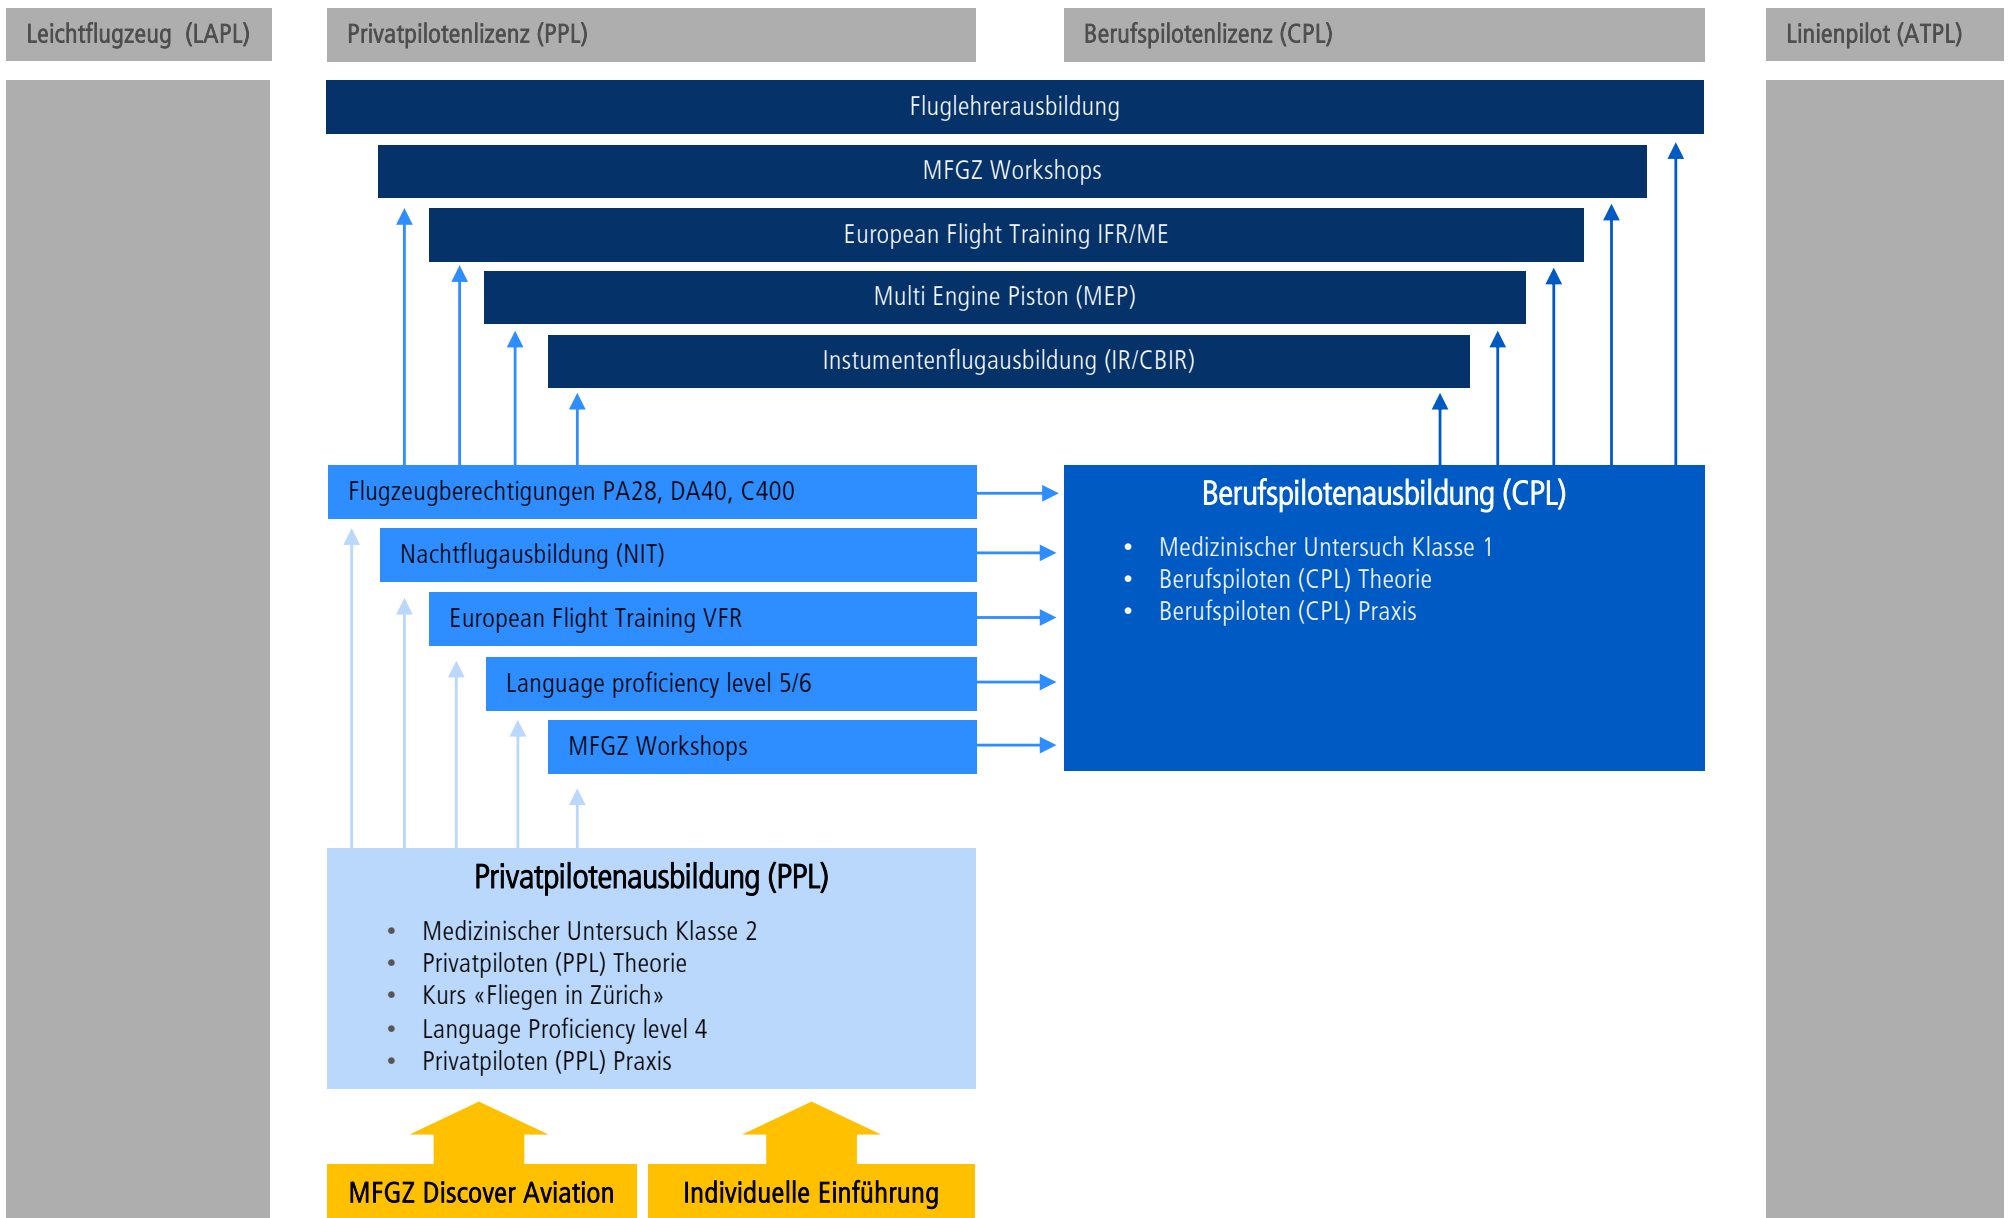 Leichtflugzeug (LAPL)
Privatpilotenlizenz (PPL)
Berufspilotenlizenz (CPL)
Linienpilot (ATPL)
Fluglehrerausbildung
MFGZ Workshops
European Flight Training IFR/ME
Multi Engine Piston (MEP)
Instumentenflugausbildung (IR/CBIR)
Flugzeugberechtigungen PA28, DA40, C400
Nachtflugausbildung (NIT)
European Flight Training VFR
Language proficiency level 5/6
MFGZ Workshops
Berufspilotenausbildung (CPL)
• Medizinischer Untersuch Klasse 1
• Berufspiloten (CPL) Theorie
• Berufspiloten (CPL) Praxis
Privatpilotenausbildung (PPL)
• Medizinischer Untersuch Klasse 2
• Privatpiloten (PPL) Theorie
• Kurs «Fliegen in Zürich»
• Language Proficiency level 4
• Privatpiloten (PPL) Praxis
MFGZ Discover Aviation
Individuelle Einführung